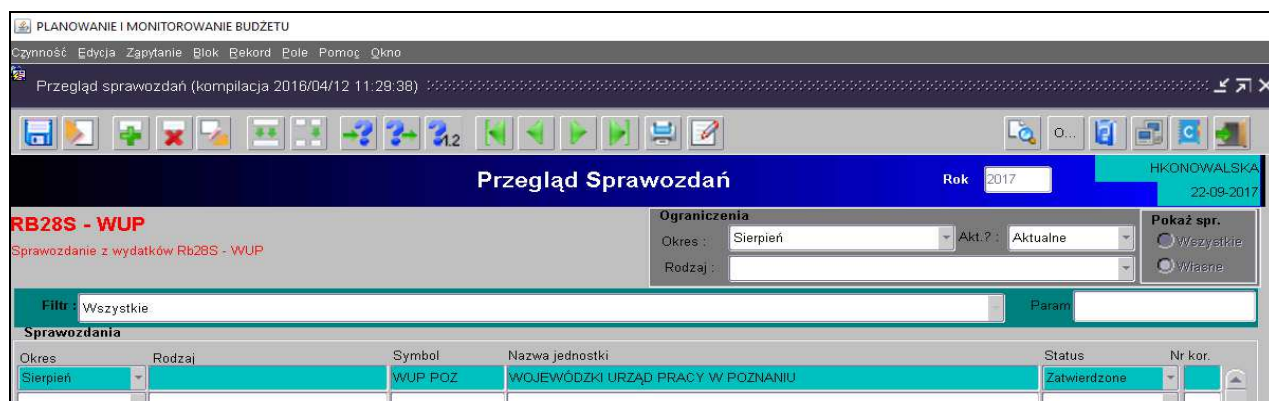 PLANOWANIE I MONITOROWANIE BUDŻETU
Czynność Edycja Zapytanie Blok Rekord Pole Pomoc Okno
Przegląd sprawozdań (kompilacja 2016/04/12 11:29:38)
1.2 O...
Przegląd Sprawozdań Rok 2017 HKONOWALSKA
22-09-2017
RB28S - WUP
Sprawozdanie z wydatków Rb28S - WUP
Ograniczenia
Okres : Sierpień Akt.? : Aktualne
Rodzaj :
Pokaż spr.
Wszystkie
Własne
Filtr : Wszystkie Param
Sprawozdania
Okres Rodzaj Symbol Nazwa jednostki Status Nr kor.
Sierpień WUP POZ WOJEWÓDZKI URZĄD PRACY W POZNANIU Zatwierdzone